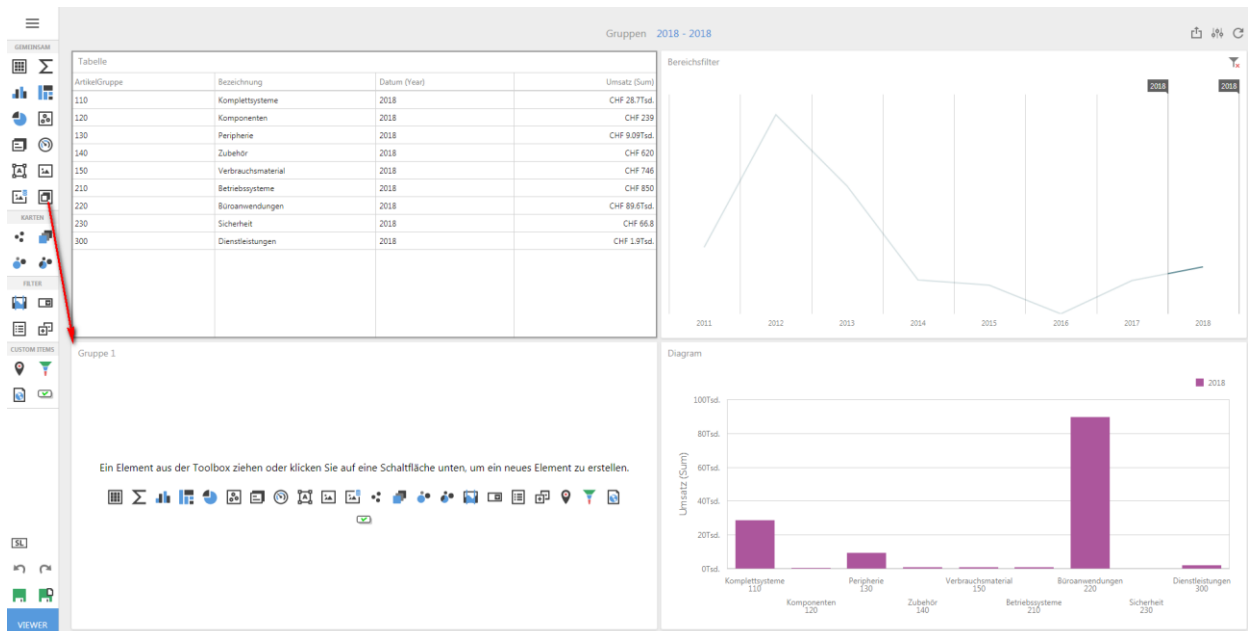 Gruppen 2018 - 2018
GEMEINSAM
KARTEN
FILTER
CUSTOM ITEMS
SL
VIEWER
Tabelle
ArtikelGruppe Bezeichnung Datum (Year) Umsatz (Sum)
110 Komplettsysteme 2018 CHF 28.7Tsd.
120 Komponenten 2018 CHF 239
130 Peripherie 2018 CHF 9.09Tsd.
140 Zubehör 2018 CHF 620
150 Verbrauchsmaterial 2018 CHF 746
210 Betriebssysteme 2018 CHF 850
220 Büroanwendungen 2018 CHF 89.6Tsd.
230 Sicherheit 2018 CHF 66.8
300 Dienstleistungen 2018 CHF 1.9Tsd.
Bereichsfilter
2018 2018
2011 2012 2013 2014 2015 2016 2017 2018
Gruppe 1
Ein Element aus der Toolbox ziehen oder klicken Sie auf eine Schaltfläche unten, um ein neues Element zu erstellen.
Diagram
2018
100Tsd.
80Tsd.
60Tsd.
40Tsd.
20Tsd.
0Tsd.
Umsatz (Sum)
Komplettsysteme Peripherie Verbrauchsmaterial Büroanwendungen Dienstleistungen
110 130 150 220 300
Komponenten Zubehör Betriebssysteme Sicherheit
120 140 210 230